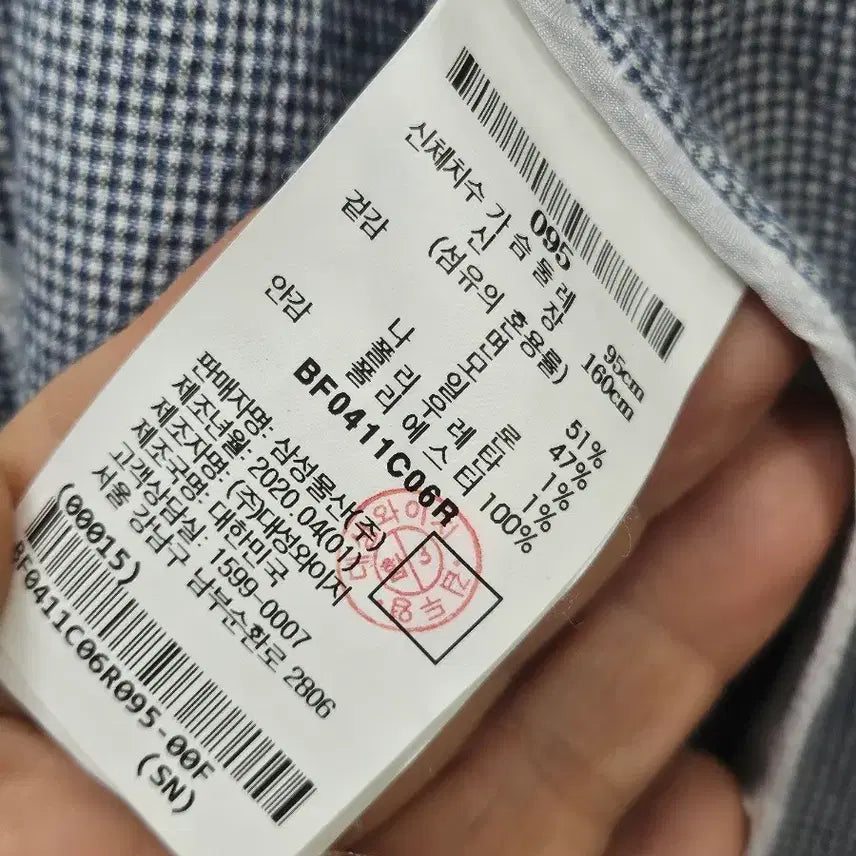 095
신체치수 가슴둘레 95cm
신 장 160cm
(섬유의 혼용률)
겉감 면 51%
모 47%
나 일 론 1%
폴리우레탄 1%
안감 폴리에스터 100%
BF0411C06R
판매자명: 삼성물산(주)
제조년월: 2020.04(01)
제조자명: (주)대성와이지
제조국명: 대한민국
고객상담실: 1599-0007
서울 강남구 남부순환로 2806
(00015)
BF0411C06R095-00F
(SN)